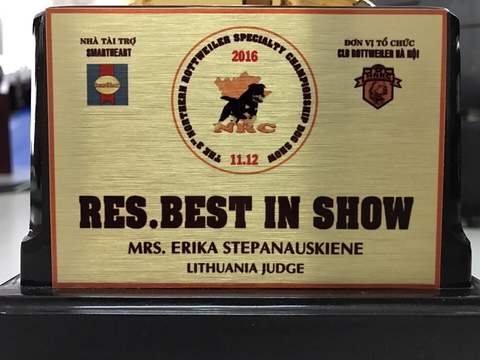 NHÀ TÀI TRỢ
SMARTHEART
ĐƠN VỊ TỔ CHỨC
CLB ROTTWEILER HÀ NỘI
THE 3rd NORTHERN ROTTWEILER SPECIALTY CHAMPIONSHIP DOG SHOW
2016
NRC
11.12
RES.BEST IN SHOW
MRS. ERIKA STEPANAUSKIENE
LITHUANIA JUDGE